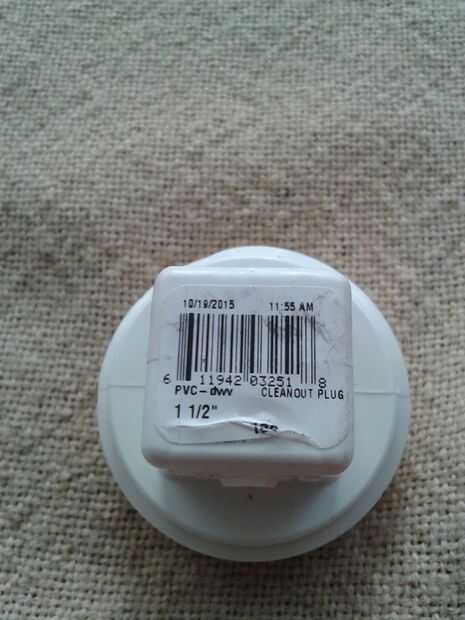 10/19/2015 11:55 AM
6 11942 03251 8
PVC-dwv CLEANOUT PLUG
1 1/2"